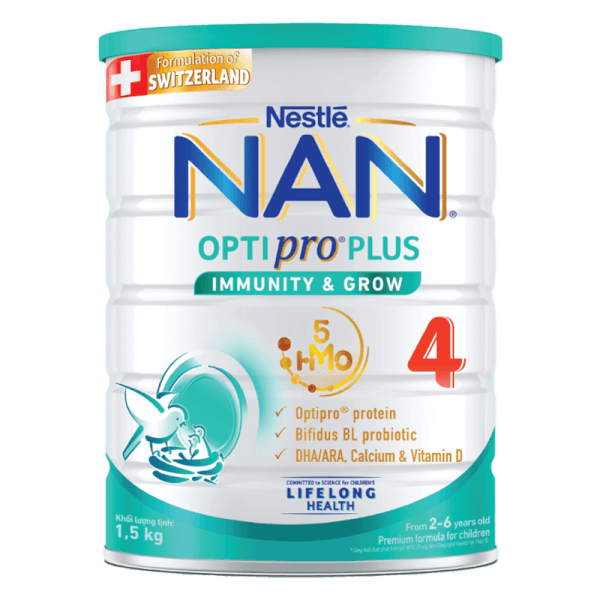 Formulation of
SWITZERLAND
Nestlé
NAN®
OPTIpro® PLUS
IMMUNITY & GROW
5
HMO
4
✓ Optipro® protein
✓ Bifidus BL probiotic
✓ DHA/ARA, Calcium & Vitamin D
COMMITTED to SCIENCE for CHILDREN'S
LIFELONG
HEALTH
Khối lượng tịnh:
1,5 kg
From 2-6 years old
Premium formula for children